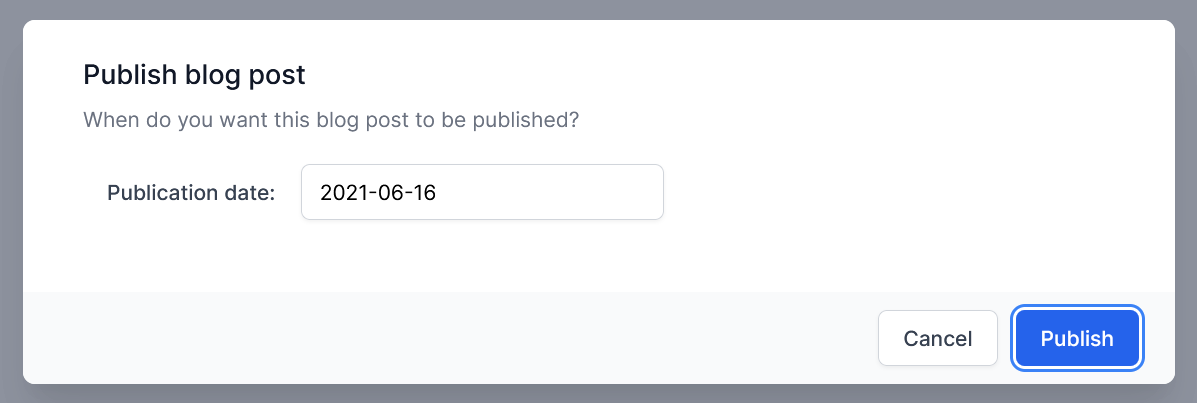 Publish blog post
When do you want this blog post to be published?
Publication date: 2021-06-16
Cancel Publish